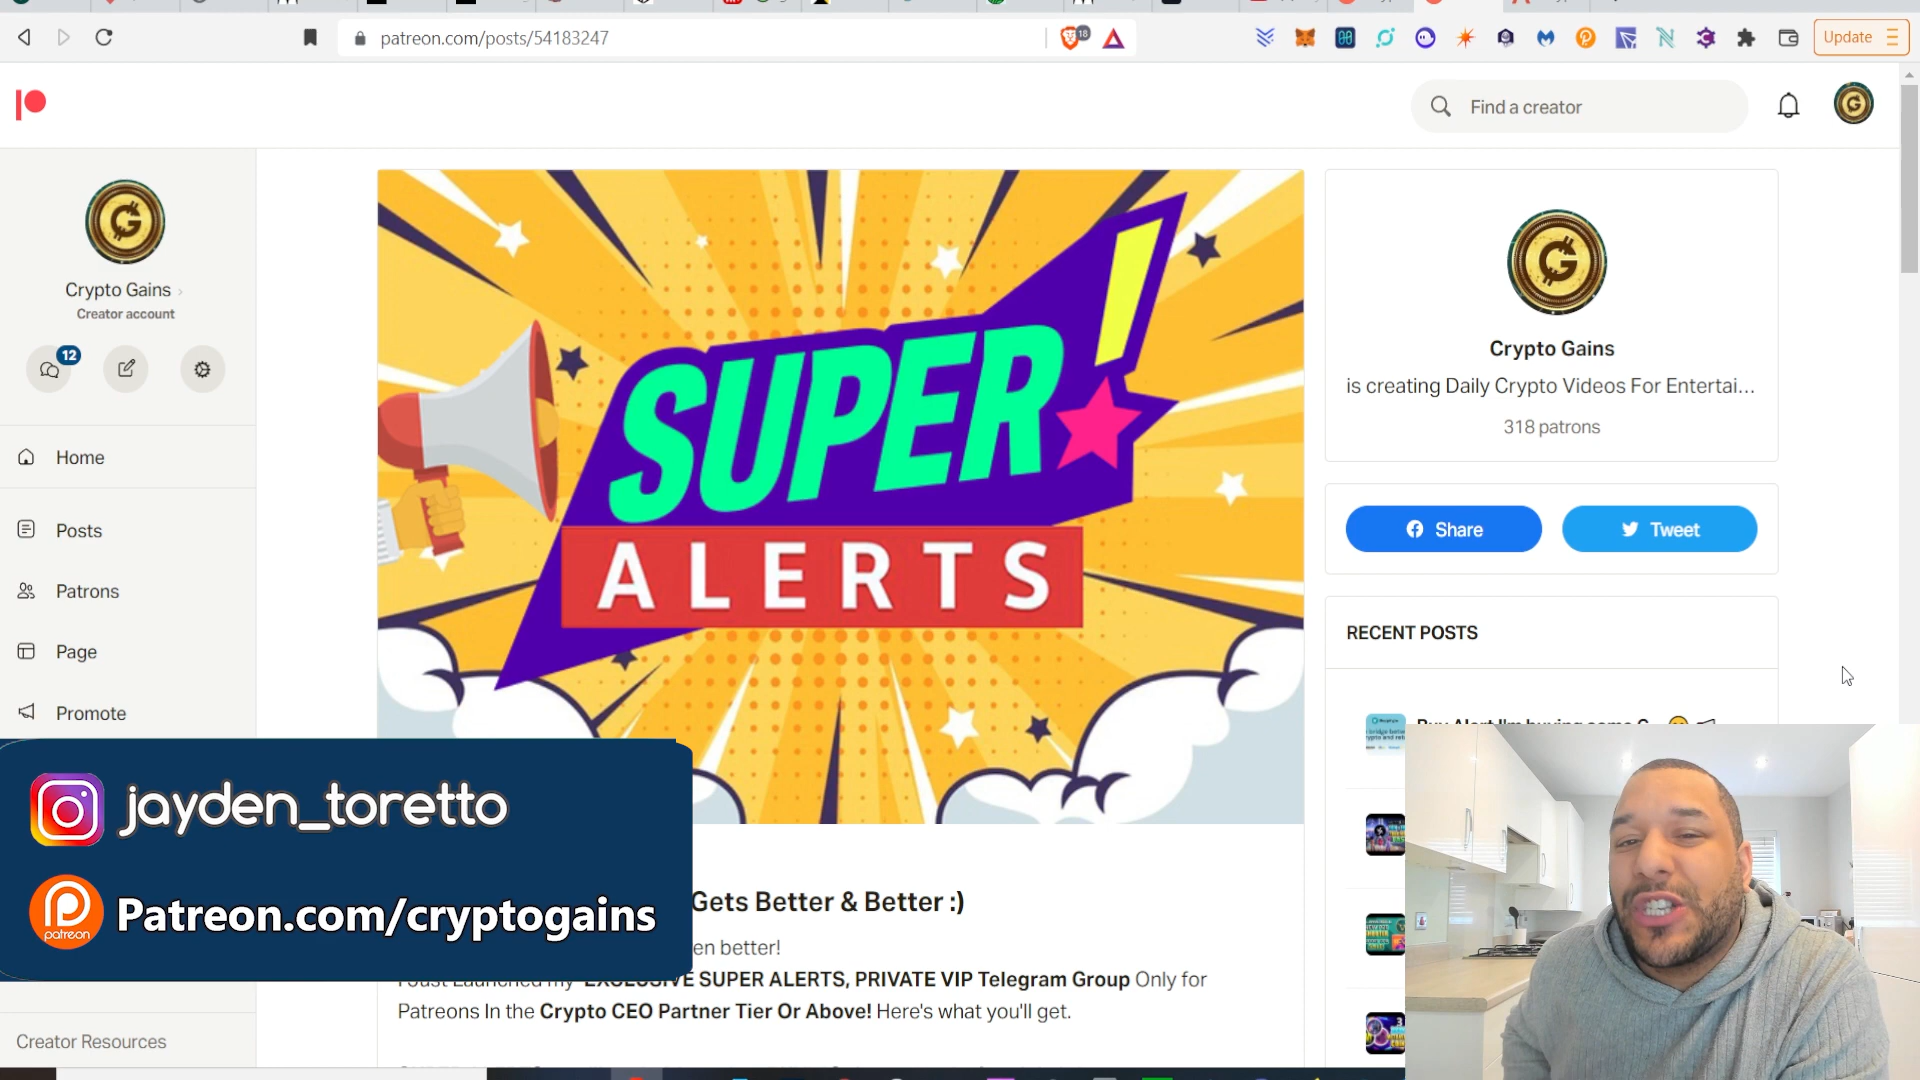 patreon.com/posts/54183247
18
Update
Find a creator
Crypto Gains
Creator account
12
Home
Posts
Patrons
Page
Promote
Creator Resources
SUPER!
ALERTS
Crypto Gains
is creating Daily Crypto Videos For Entertai...
318 patrons
Share
Tweet
RECENT POSTS
jayden_toretto
patreon
Patreon.com/cryptogains
Gets Better & Better :)
en better!
EXCLUSIVE SUPER ALERTS, PRIVATE VIP Telegram Group Only for
Patreons In the Crypto CEO Partner Tier Or Above! Here's what you'll get.